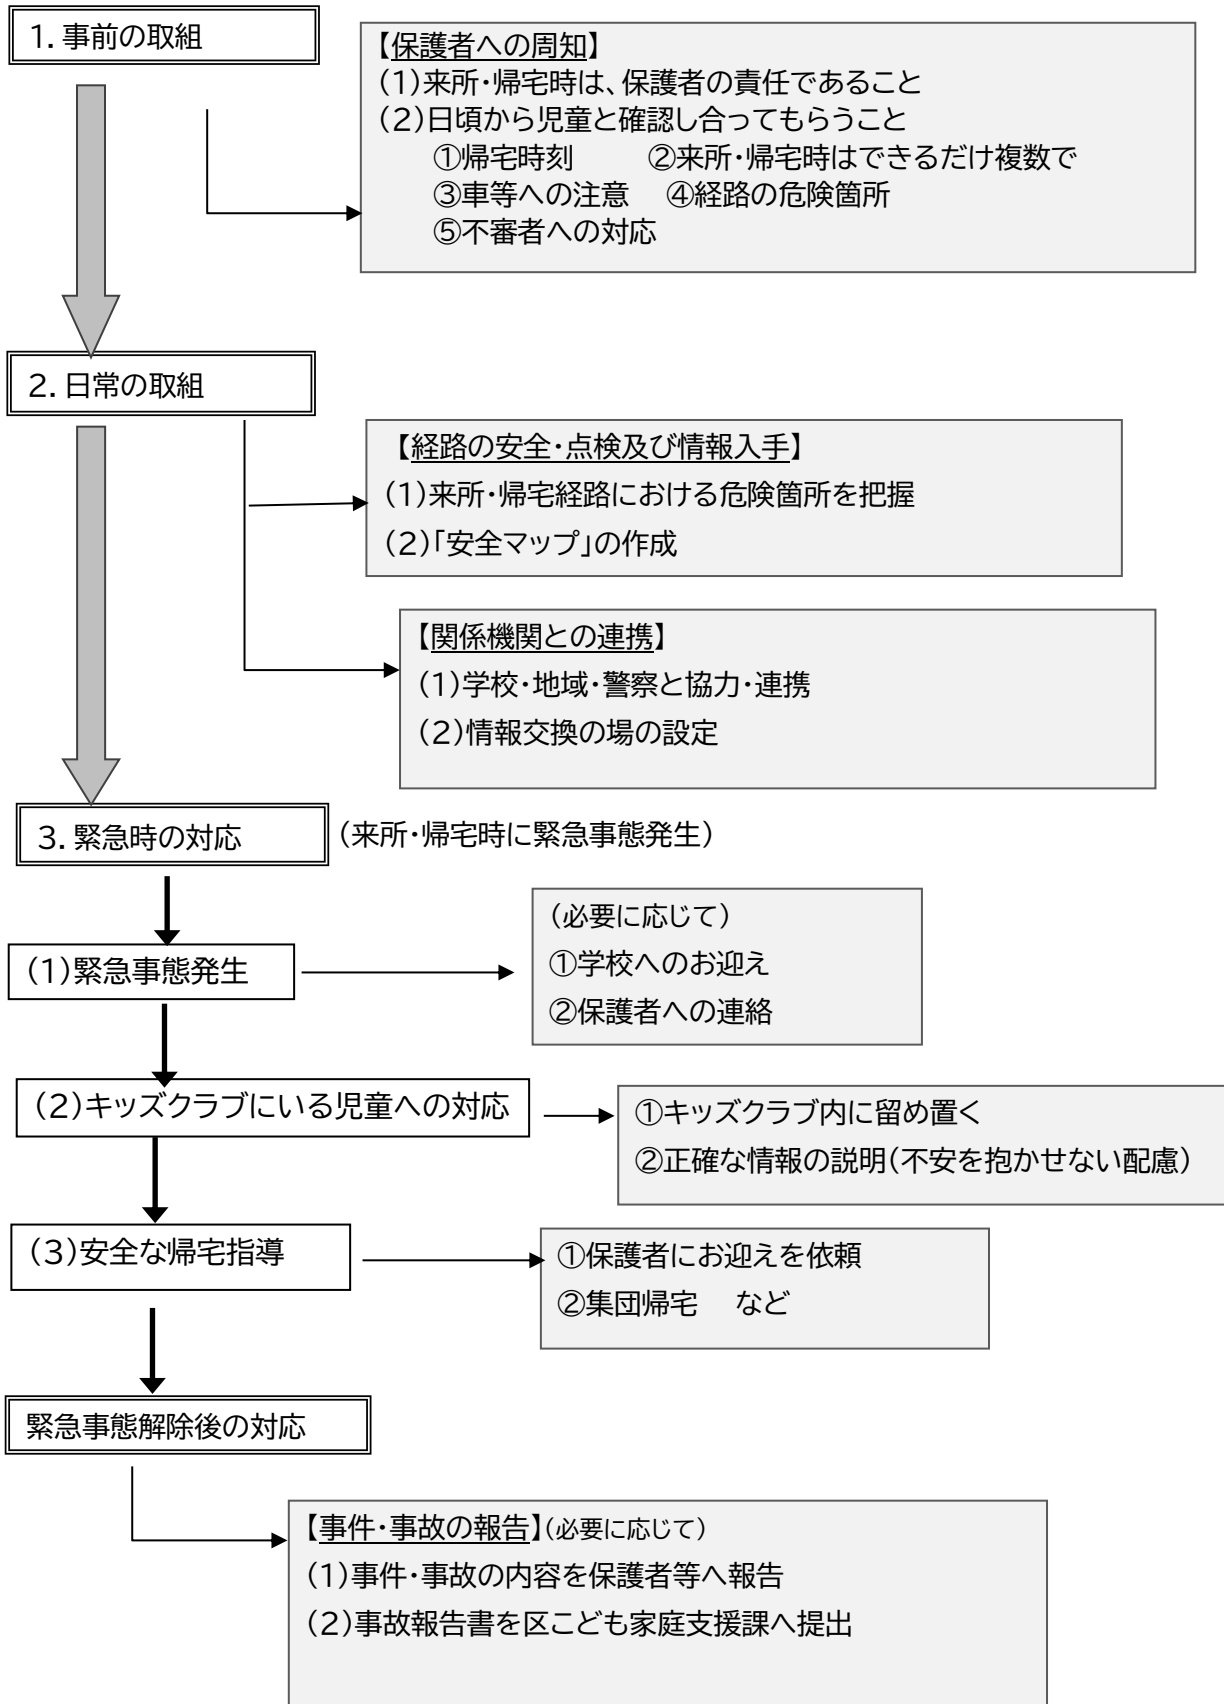 1．事前の取組
【保護者への周知】
（1）来所・帰宅時は、保護者の責任であること
（2）日頃から児童と確認し合ってもらうこと
①帰宅時刻　②来所・帰宅時はできるだけ複数で
③車等への注意　④経路の危険箇所
⑤不審者への対応
2．日常の取組
【経路の安全・点検及び情報入手】
（1）来所・帰宅経路における危険箇所を把握
（2）「安全マップ」の作成
【関係機関との連携】
（1）学校・地域・警察と協力・連携
（2）情報交換の場の設定
3．緊急時の対応　（来所・帰宅時に緊急事態発生）
（1）緊急事態発生
（必要に応じて）
①学校へのお迎え
②保護者への連絡
（2）キッズクラブにいる児童への対応
①キッズクラブ内に留め置く
②正確な情報の説明（不安を抱かせない配慮）
（3）安全な帰宅指導
①保護者にお迎えを依頼
②集団帰宅　など
緊急事態解除後の対応
【事件・事故の報告】（必要に応じて）
（1）事件・事故の内容を保護者等へ報告
（2）事故報告書を区こども家庭支援課へ提出